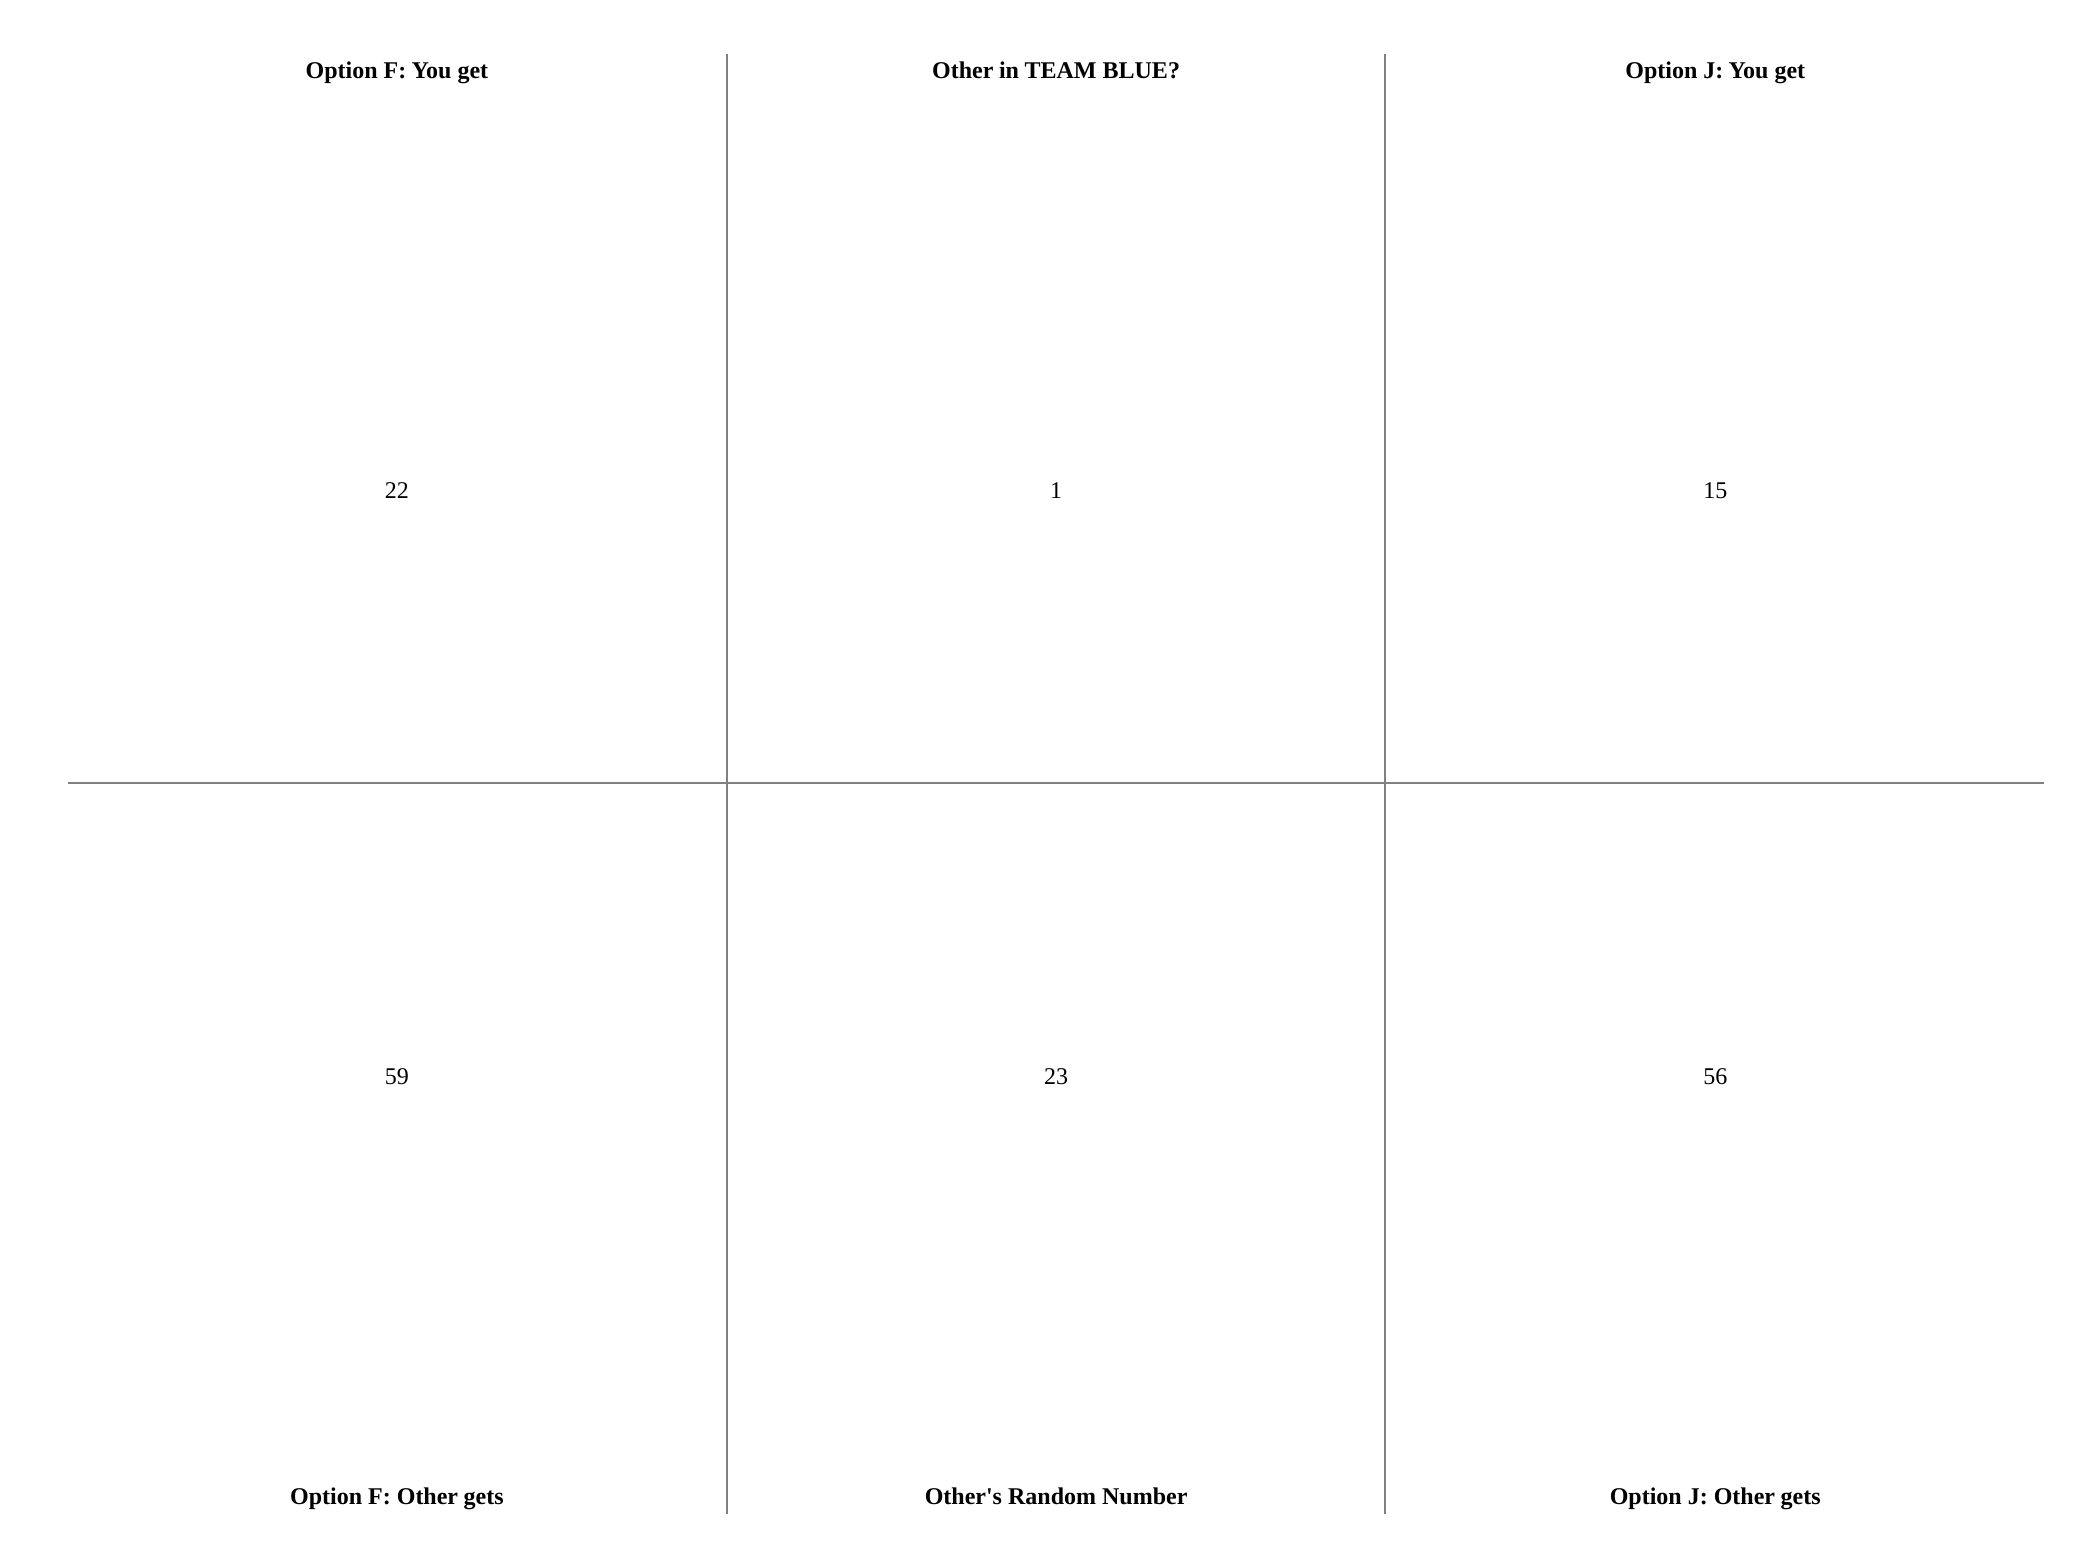 Option F: You get
Other in TEAM BLUE?
Option J: You get
22
1
15
59
23
56
Option F: Other gets
Other's Random Number
Option J: Other gets